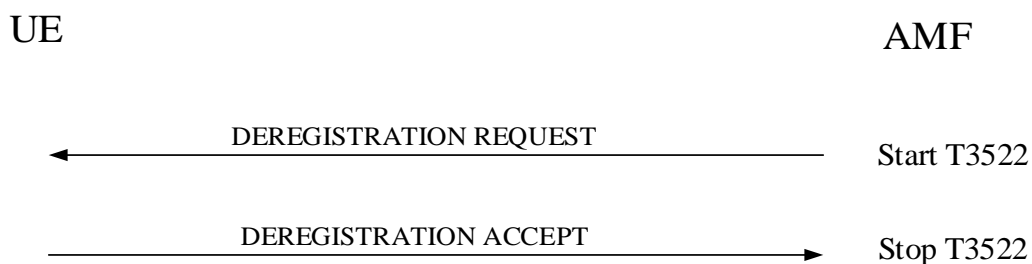 UE
AMF
DEREGISTRATION REQUEST
Start T3522
DEREGISTRATION ACCEPT
Stop T3522